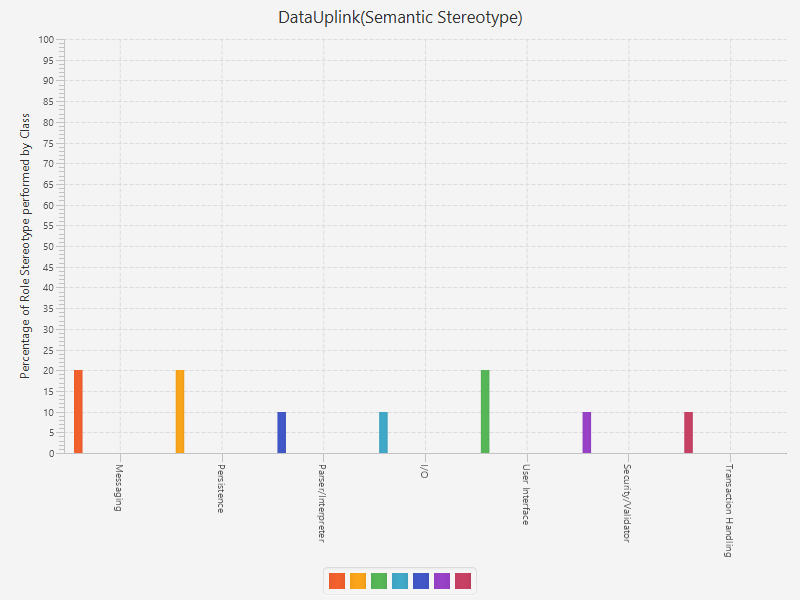 DataUplink(Semantic Stereotype)
Percentage of Role Stereotype performed by Class
100
95
90
85
80
75
70
65
60
55
50
45
40
35
30
25
20
15
10
5
0
Messaging
Persistence
Parser/Interpreter
I/O
User Interface
Security/Validator
Transaction Handling